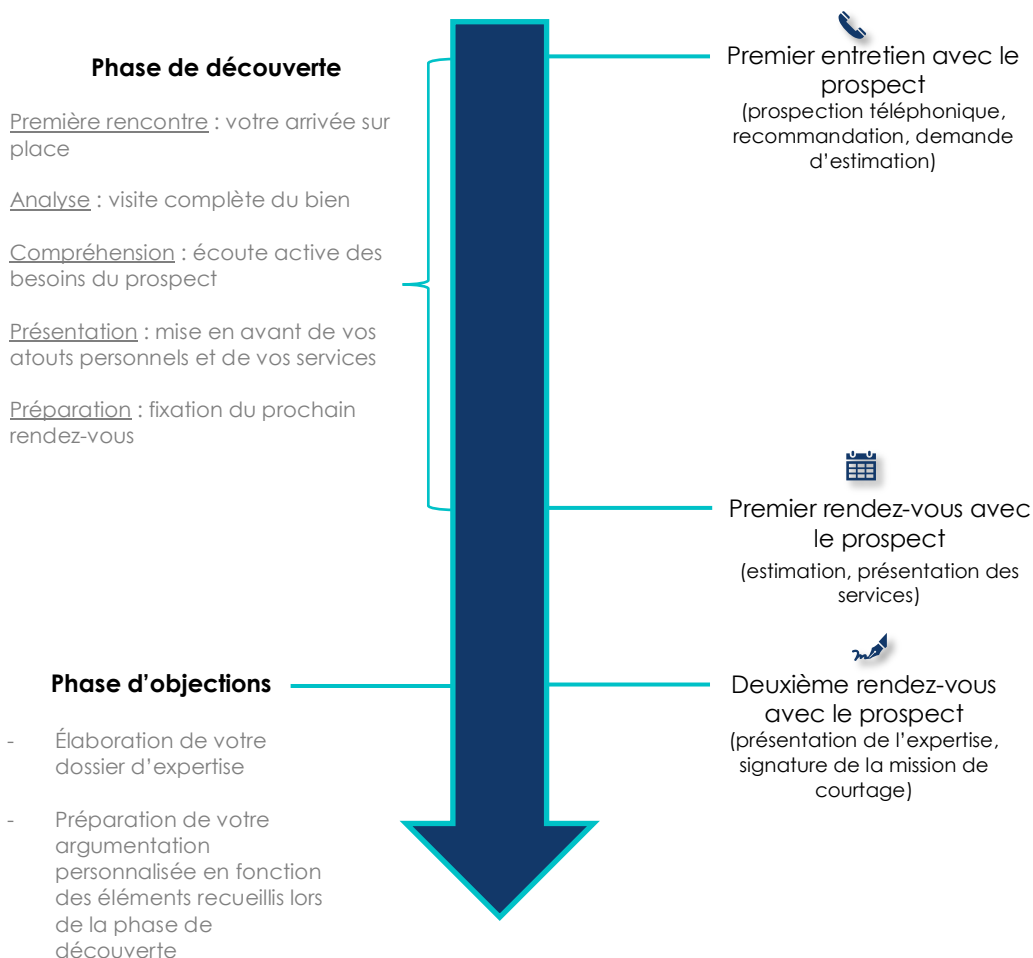 Phase de découverte
Première rencontre : votre arrivée sur
place
Analyse : visite complète du bien
Compréhension : écoute active des
besoins du prospect
Présentation : mise en avant de vos
atouts personnels et de vos services
Préparation : fixation du prochain
rendez-vous
Phase d’objections
- Élaboration de votre
dossier d’expertise
- Préparation de votre
argumentation
personnalisée en fonction
des éléments recueillis lors
de la phase de
découverte
Premier entretien avec le
prospect
(prospection téléphonique,
recommandation, demande
d’estimation)
Premier rendez-vous avec
le prospect
(estimation, présentation des
services)
Deuxième rendez-vous
avec le prospect
(présentation de l’expertise,
signature de la mission de
courtage)